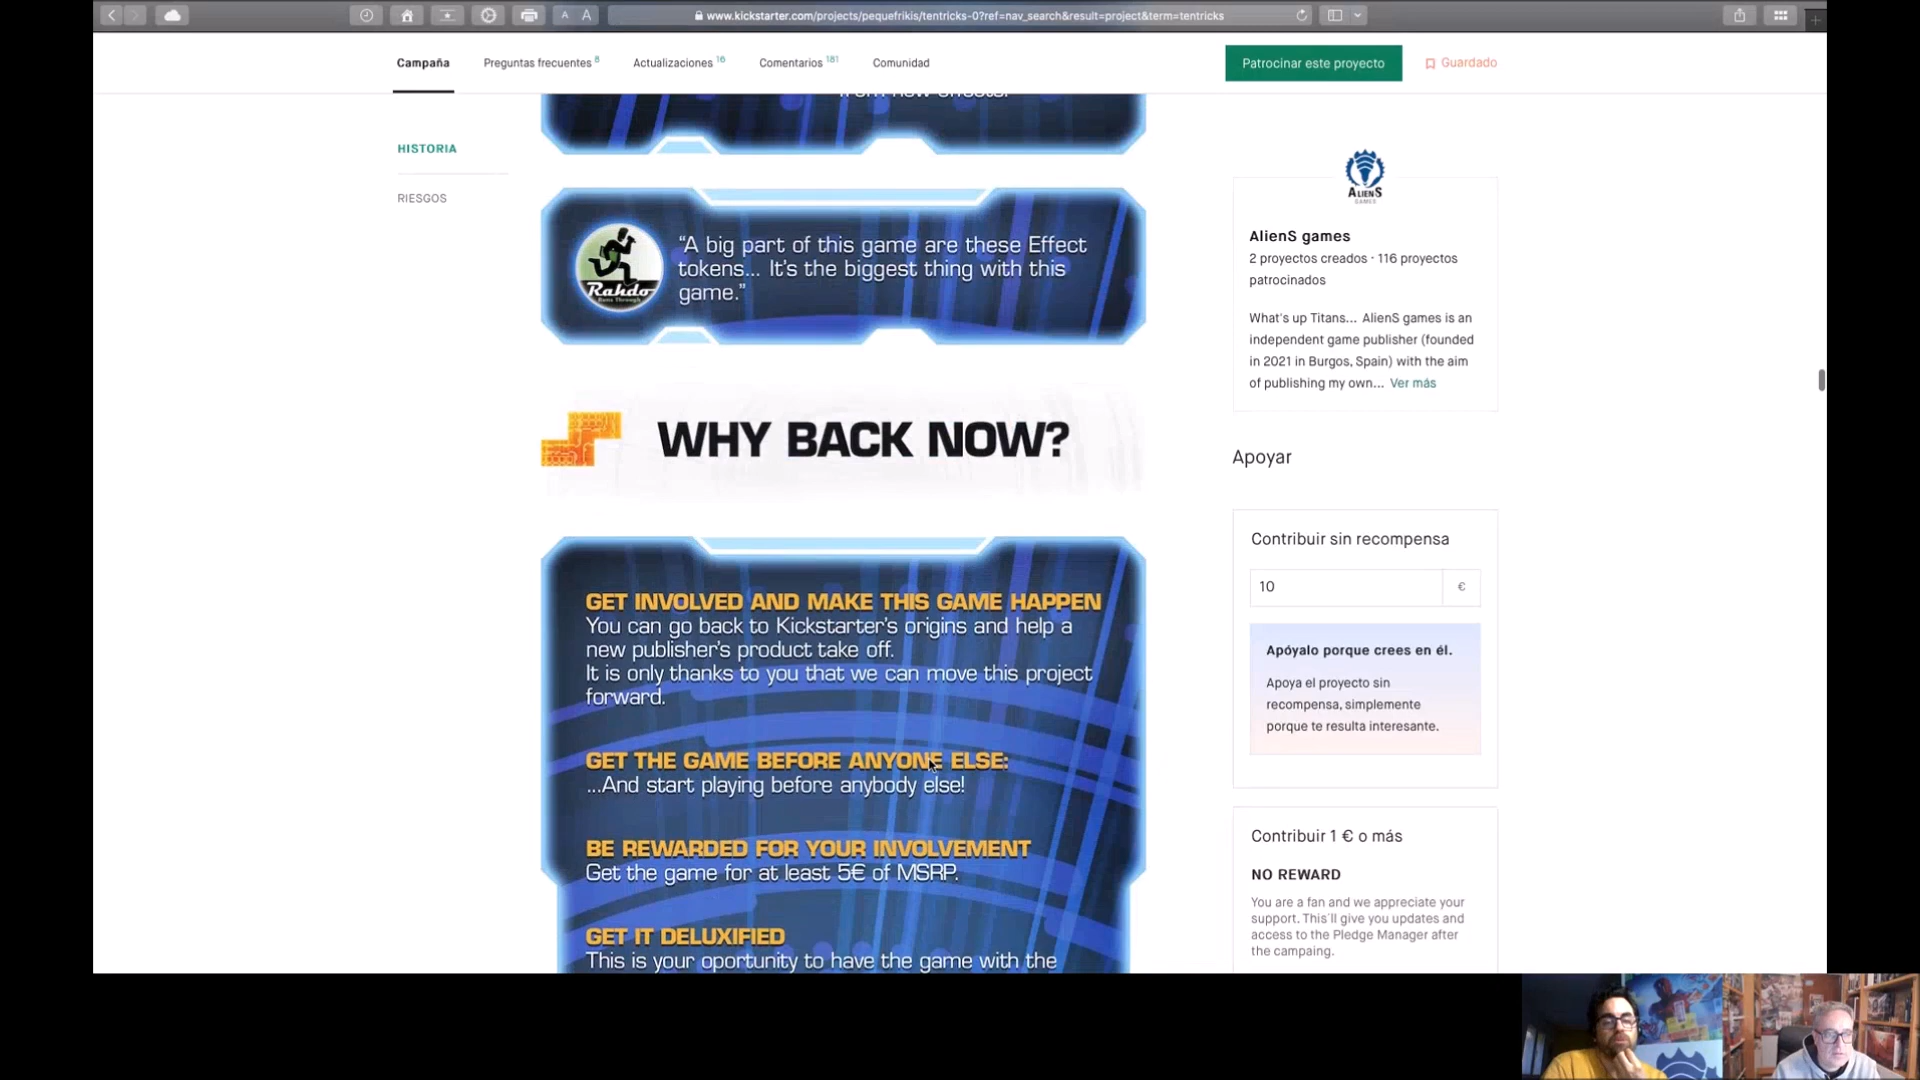 A A
www.kickstarter.com/projects/pequefrikis/tentricks-0?ref=nav_search&result=project&term=tentricks
Campaña
Preguntas frecuentes 8
Actualizaciones 16
Comentarios 181
Comunidad
Patrocinar este proyecto
Guardado
HISTORIA
RIESGOS
Rahdo
Runs Through
“A big part of this game are these Effect
tokens... It's the biggest thing with this
game.”
WHY BACK NOW?
GET INVOLVED AND MAKE THIS GAME HAPPEN
You can go back to Kickstarter's origins and help a
new publisher's product take off.
It is only thanks to you that we can move this project
forward.
GET THE GAME BEFORE ANYONE ELSE:
...And start playing before anybody else!
BE REWARDED FOR YOUR INVOLVEMENT
Get the game for at least 5€ of MSRP.
GET IT DELUXIFIED
This is your oportunity to have the game with the
ALIENS
GAMES
AlienS games
2 proyectos creados · 116 proyectos
patrocinados
What's up Titans... AlienS games is an
independent game publisher (founded
in 2021 in Burgos, Spain) with the aim
of publishing my own... Ver más
Apoyar
Contribuir sin recompensa
10 €
Apóyalo porque crees en él.
Apoya el proyecto sin
recompensa, simplemente
porque te resulta interesante.
Contribuir 1 € o más
NO REWARD
You are a fan and we appreciate your
support. This'll give you updates and
access to the Pledge Manager after
the campaing.